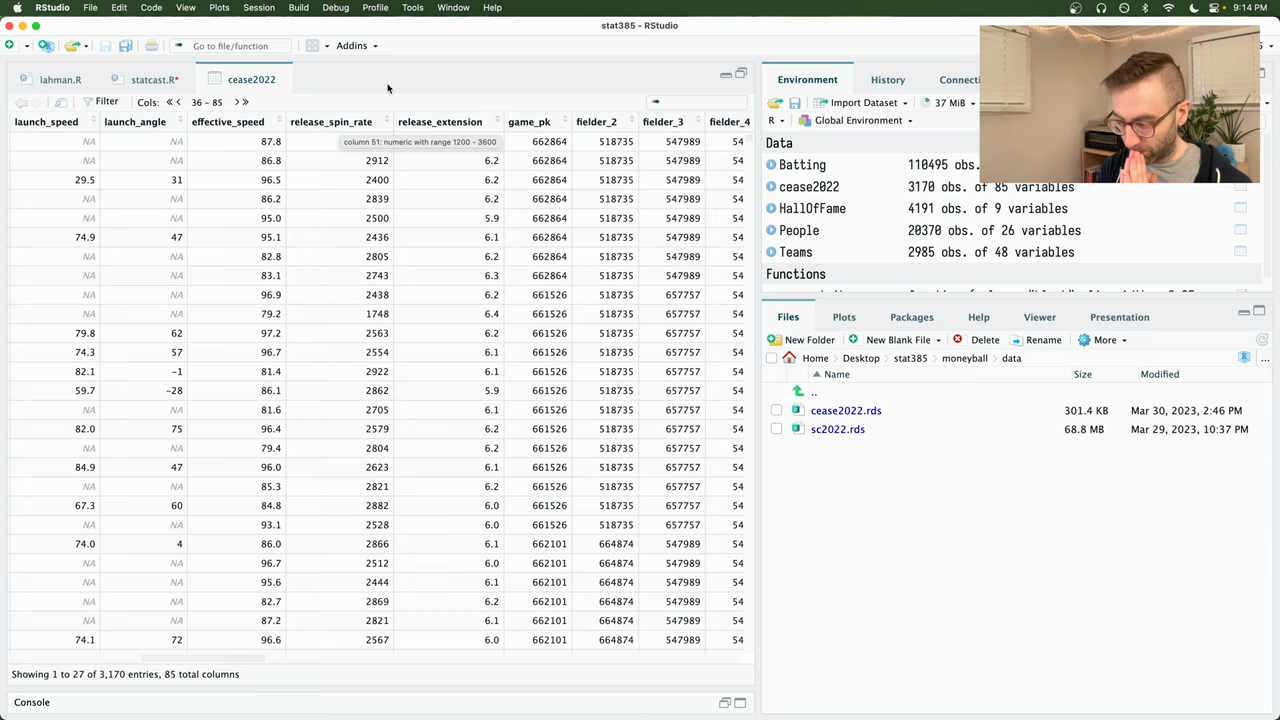 RStudio File Edit Code View Plots Session Build Debug Profile Tools Window Help 9:14 PM
stat385 - RStudio
Go to file/function Addins
lahman.R statcast.R* cease2022
Filter Cols: 36 - 85
launch_speed launch_angle effective_speed release_spin_rate release_extension game_pk fielder_2 fielder_3 fielder_4
column 51: numeric with range 1200 - 3600
NA NA 87.8 662864 518735 547989 54
NA NA 86.8 2912 6.2 662864 518735 547989 54
29.5 31 96.5 2400 6.2 662864 518735 547989 54
NA NA 86.2 2839 6.2 662864 518735 547989 54
NA NA 95.0 2500 5.9 662864 518735 547989 54
74.9 47 95.1 2436 6.1 662864 518735 547989 54
NA NA 82.8 2805 6.2 662864 518735 547989 54
NA NA 83.1 2743 6.3 662864 518735 547989 54
NA NA 96.9 2438 6.2 661526 518735 657757 54
NA NA 79.2 1748 6.4 661526 518735 657757 54
79.8 62 97.2 2563 6.1 661526 518735 657757 54
74.3 57 96.7 2554 6.1 661526 518735 657757 54
82.1 -1 81.4 2922 6.1 661526 518735 657757 54
59.7 -28 86.1 2862 5.9 661526 518735 657757 54
NA NA 81.6 2705 6.1 661526 518735 657757 54
82.0 75 96.4 2579 6.2 661526 518735 657757 54
NA NA 79.4 2804 6.2 661526 518735 657757 54
84.9 47 96.0 2623 6.1 661526 518735 657757 54
NA NA 85.3 2821 6.2 661526 518735 657757 54
67.3 60 84.8 2882 6.0 661526 518735 657757 54
NA NA 93.1 2528 6.0 661526 518735 657757 54
74.0 4 86.0 2866 6.1 662101 664874 547989 54
NA NA 96.7 2512 6.0 662101 664874 547989 54
NA NA 95.6 2444 6.1 662101 664874 547989 54
NA NA 82.7 2869 6.2 662101 664874 547989 54
NA NA 87.2 2821 6.1 662101 664874 547989 54
74.1 72 96.6 2567 6.0 662101 664874 547989 54
Showing 1 to 27 of 3,170 entries, 85 total columns
Console
Environment History Connecti
Import Dataset 37 MiB
R Global Environment
Data
Batting 110495 obs.
cease2022 3170 obs. of 85 variables
HallOfFame 4191 obs. of 9 variables
People 20370 obs. of 26 variables
Teams 2985 obs. of 48 variables
Functions
Files Plots Packages Help Viewer Presentation
New Folder New Blank File Delete Rename More
Home Desktop stat385 moneyball data
Name Size Modified
..
cease2022.rds 301.4 KB Mar 30, 2023, 2:46 PM
sc2022.rds 68.8 MB Mar 29, 2023, 10:37 PM